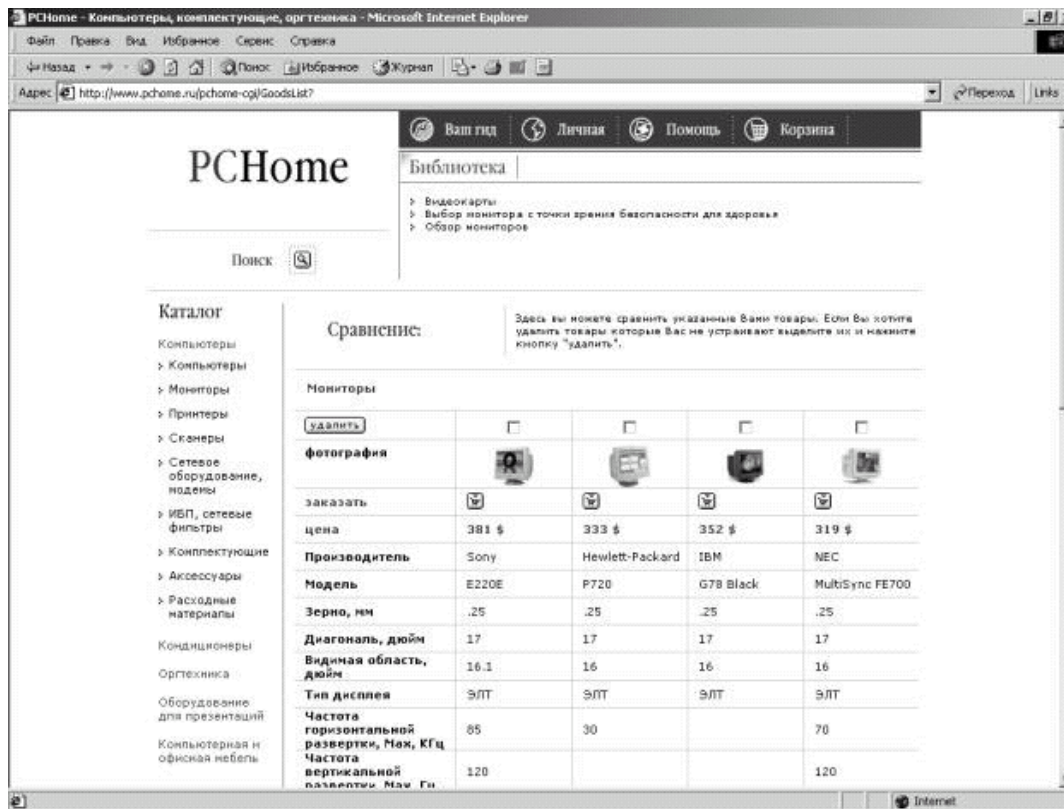 PCHome - Компьютеры, комплектующие, оргтехника - Microsoft Internet Explorer
Файл Правка Вид Избранное Сервис Справка
Назад Поиск Избранное Журнал
Адрес http://www.pchome.ru/pchome-cgi/GoodsList? Переход Links
Ваш гид Личная Помощь Корзина
PCHome
Библиотека
Видеокарты
Выбор монитора с точки зрения безопасности для здоровья
Обзор мониторов
Поиск
Каталог
Компьютеры
Компьютеры
Мониторы
Принтеры
Сканеры
Сетевое
оборудование,
модемы
ИБП, сетевые
фильтры
Комплектующие
Аксессуары
Расходные
материалы
Кондиционеры
Оргтехника
Оборудование
для презентаций
Компьютерная и
офисная мебель
Сравнение:
Здесь вы можете сравнить указанные Вами товары. Если Вы хотите
удалить товары которые Вас не устраивают выделите их и нажмите
кнопку "удалить".
Мониторы
удалить
фотография
заказать
цена 381 $ 333 $ 352 $ 319 $
Производитель Sony Hewlett-Packard IBM NEC
Модель E220E P720 G78 Black MultiSync FE700
Зерно, мм .25 .25 .25 .25
Диагональ, дюйм 17 17 17 17
Видимая область,
дюйм 16.1 16 16 16
Тип дисплея ЭЛТ ЭЛТ ЭЛТ ЭЛТ
Частота
горизонтальной
развертки, Max, КГц 85 30 70
Частота
вертикальной
развертки, Max, Гц 120 120
Internet